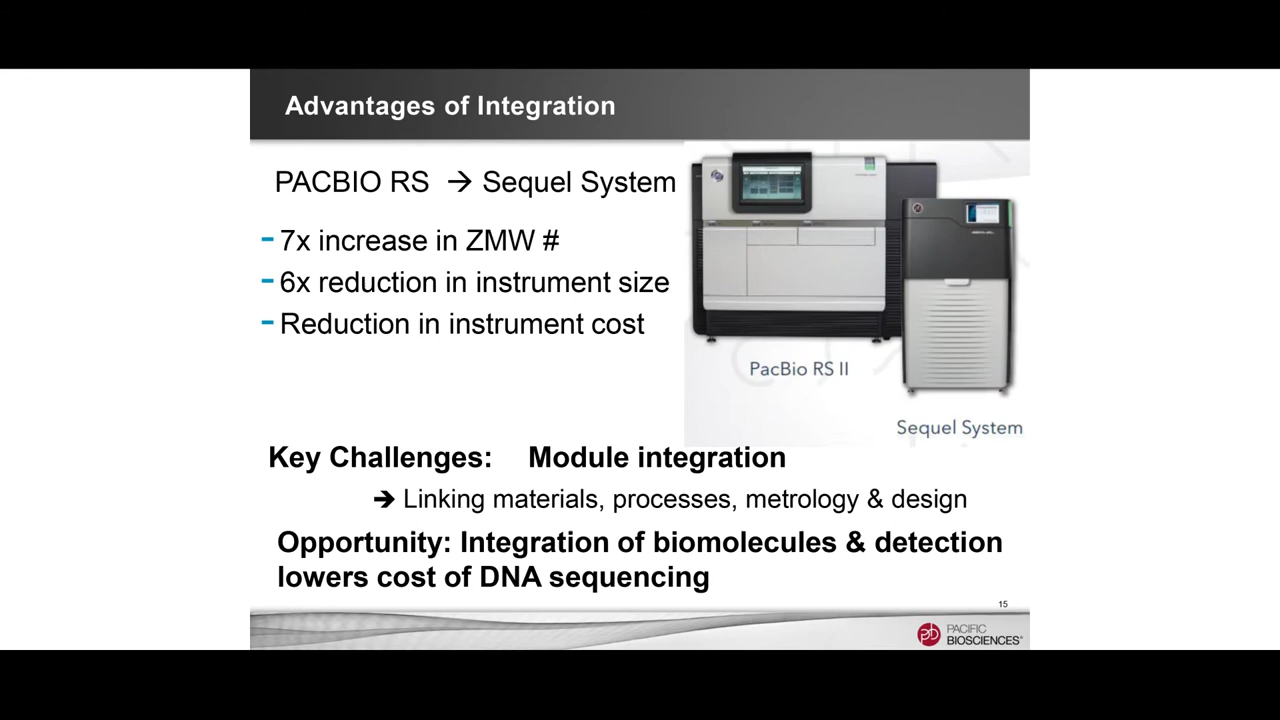 Advantages of Integration
PACBIO RS → Sequel System
- 7x increase in ZMW #
- 6x reduction in instrument size
- Reduction in instrument cost
PacBio RS II
Sequel System
Key Challenges: Module integration
➔ Linking materials, processes, metrology & design
Opportunity: Integration of biomolecules & detection
lowers cost of DNA sequencing
15
PACIFIC
BIOSCIENCES®